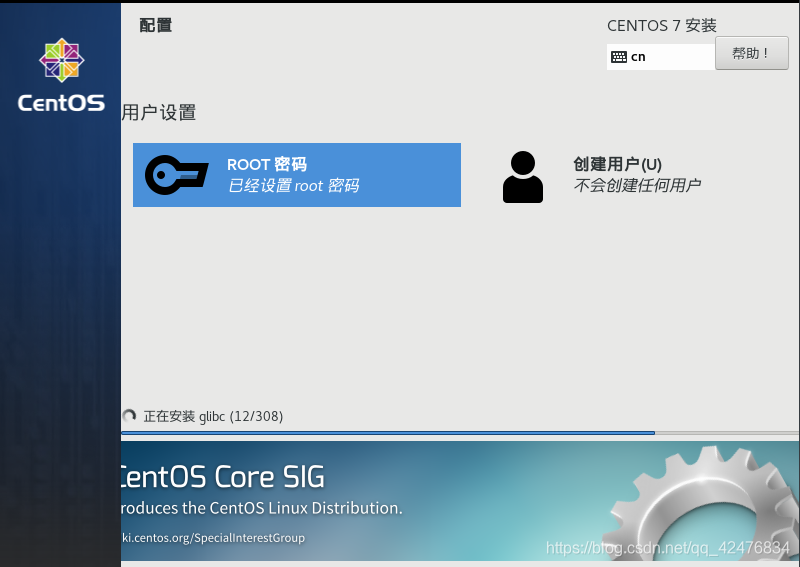 CentOS
配置
CENTOS 7 安装
cn
帮助！
用户设置
ROOT 密码
已经设置 root 密码
创建用户(U)
不会创建任何用户
正在安装 glibc (12/308)
CentOS Core SIG
roduces the CentOS Linux Distribution.
ki.centos.org/SpecialInterestGroup
https://blog.csdn.net/qq_42476834